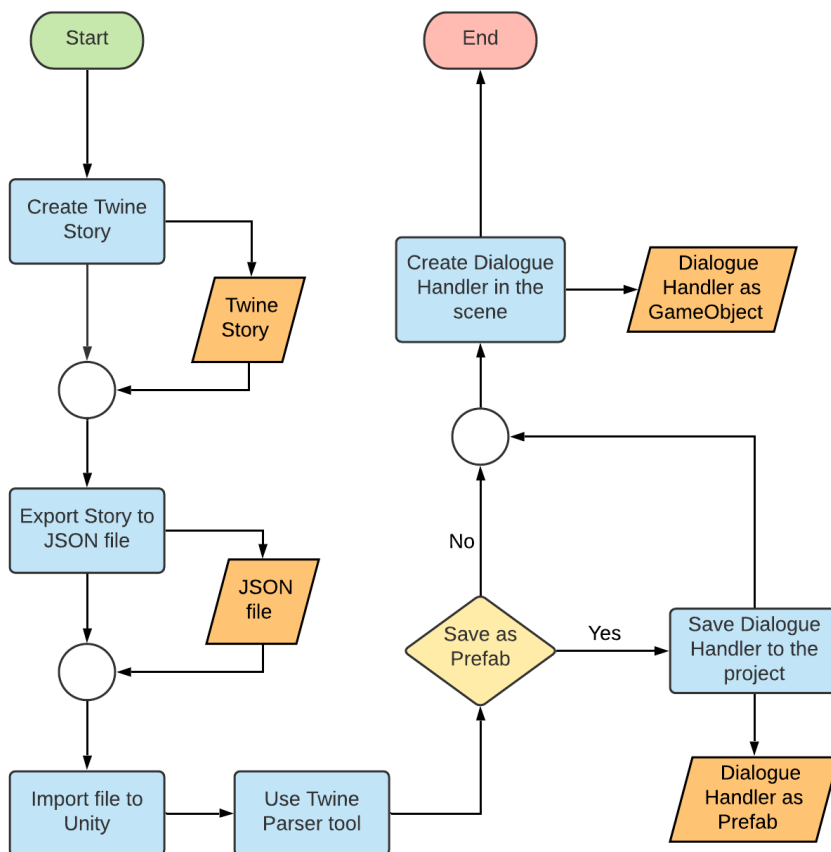 Start
End
Create Twine
Story
Twine
Story
Create Dialogue
Handler in the
scene
Dialogue
Handler as
GameObject
Export Story to
JSON file
JSON
file
No
Save as
Prefab
Yes
Save Dialogue
Handler to the
project
Import file to
Unity
Use Twine
Parser tool
Dialogue
Handler as
Prefab